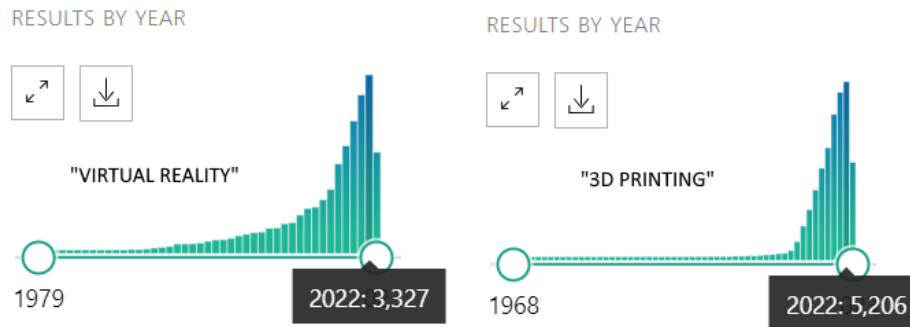 RESULTS BY YEAR
"VIRTUAL REALITY"
1979
2022: 3,327
RESULTS BY YEAR
"3D PRINTING"
1968
2022: 5,206